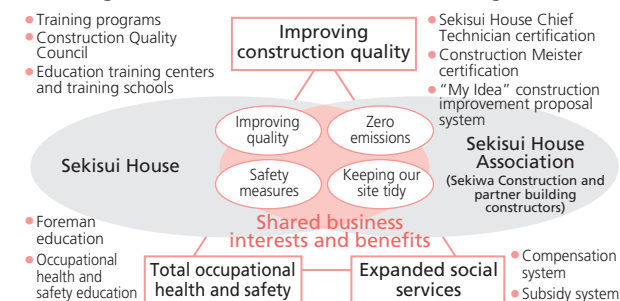 Training programs
Construction Quality
Council
Education training centers
and training schools
Improving
construction quality
Sekisui House Chief
Technician certification
Construction Meister
certification
“My Idea” construction
improvement proposal
system
Improving
quality
Zero
emissions
Sekisui House
Safety
measures
Keeping our
site tidy
Sekisui House
Association
(Sekiwa Construction and
partner building
constructors)
Shared business
interests and benefits
Foreman
education
Occupational
health and
safety education
Total occupational
health and safety
Expanded social
services
Compensation
system
Subsidy system